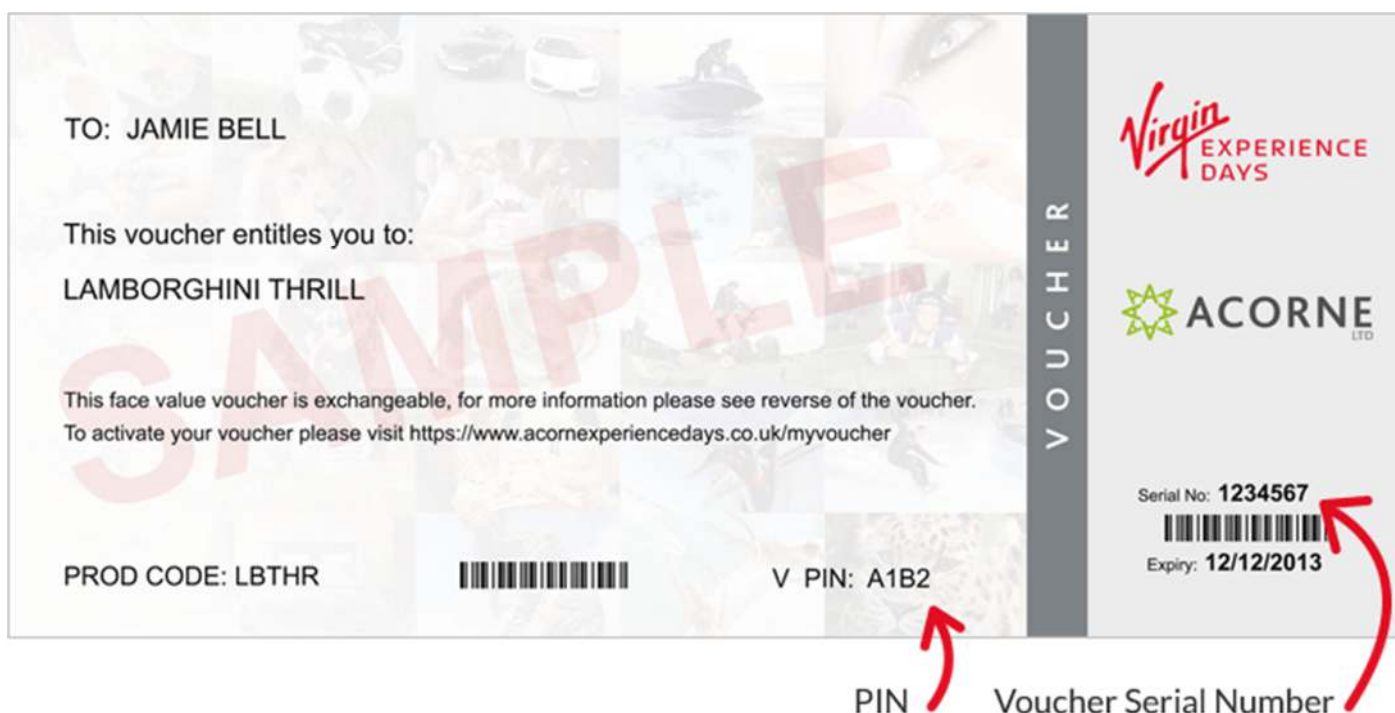 TO: JAMIE BELL
This voucher entitles you to:
LAMBORGHINI THRILL
SAMPLE
This face value voucher is exchangeable, for more information please see reverse of the voucher.
To activate your voucher please visit https://www.acornexperiencedays.co.uk/myvoucher
PROD CODE: LBTHR
V PIN: A1B2
VOUCHER
Virgin
EXPERIENCE
DAYS
ACORNE
LTD
Serial No: 1234567
Expiry: 12/12/2013
PIN
Voucher Serial Number